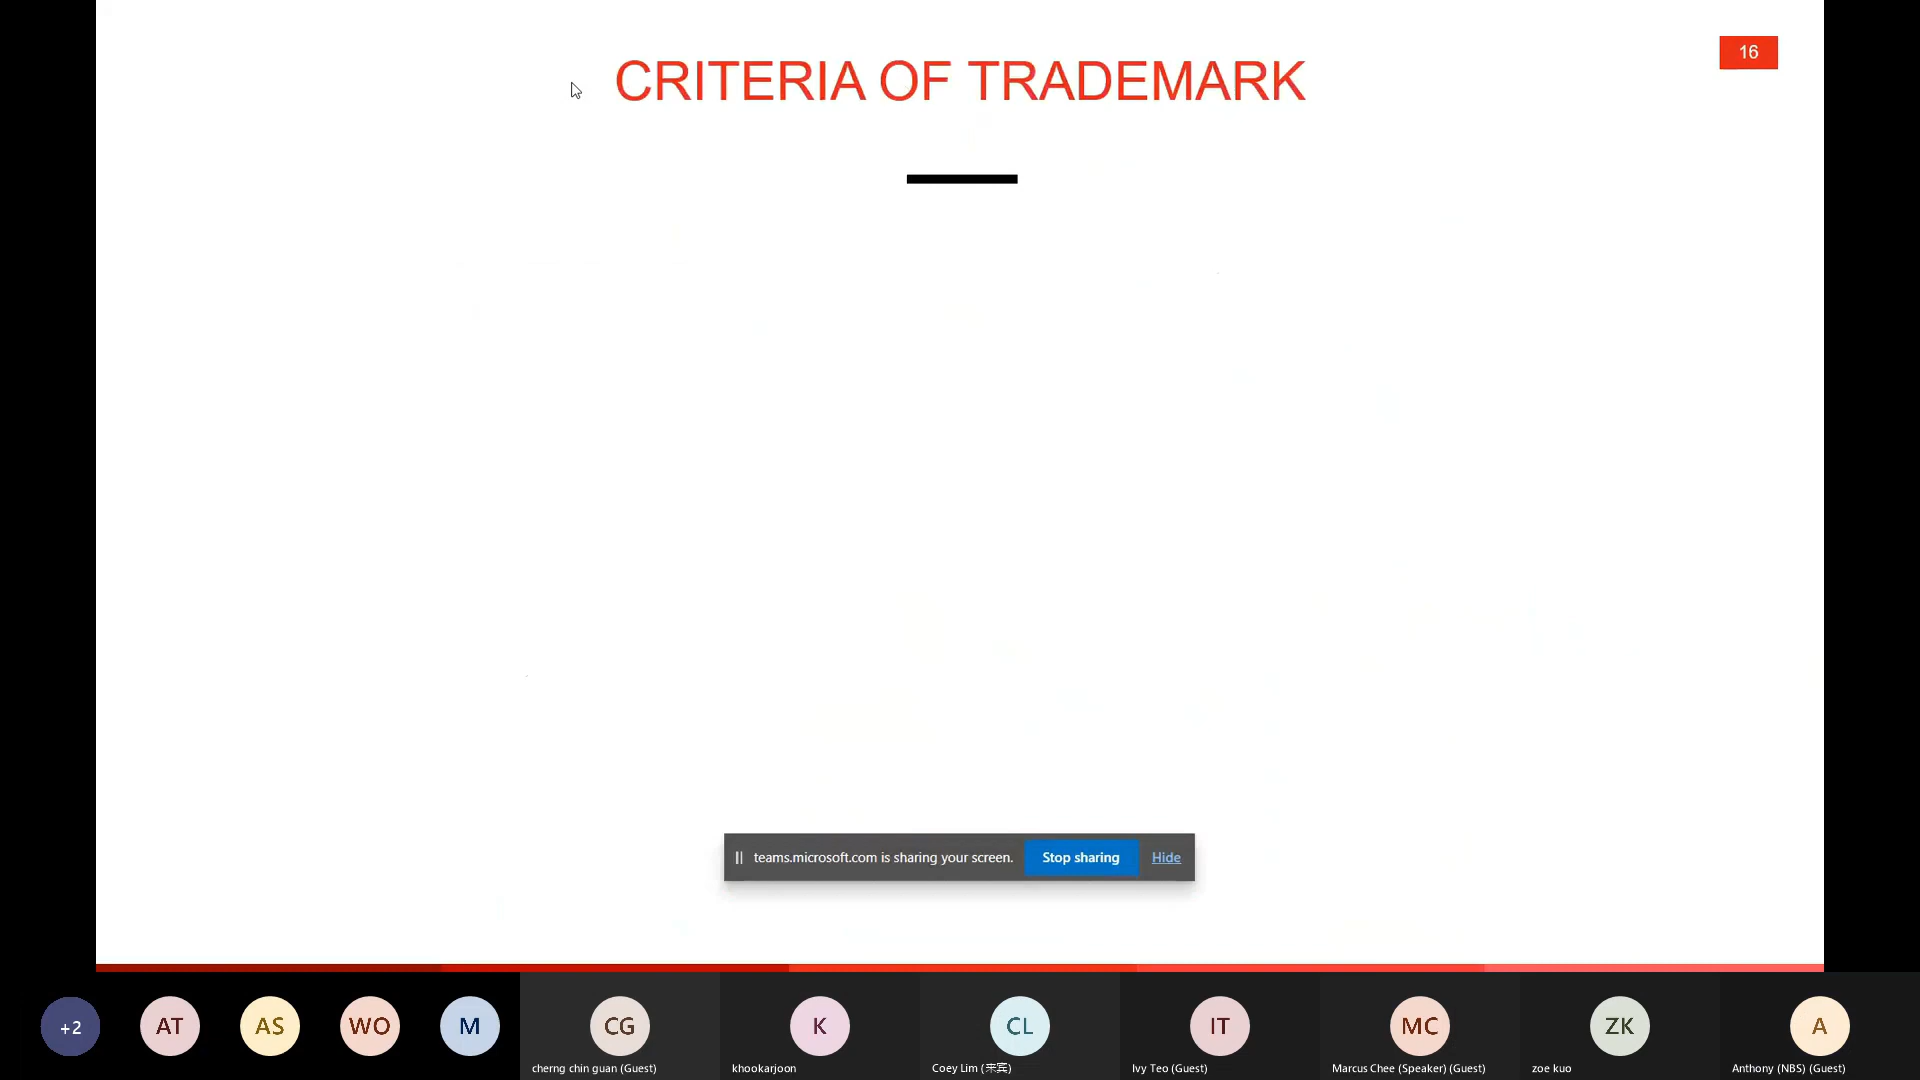 CRITERIA OF TRADEMARK
16
teams.microsoft.com is sharing your screen.
Stop sharing
Hide
+2
AT
AS
WO
M
CG
K
CL
IT
MC
ZK
A
cherng chin guan (Guest)
khookarjoon
Coey Lim (来宾)
Ivy Teo (Guest)
Marcus Chee (Speaker) (Guest)
zoe kuo
Anthony (NBS) (Guest)